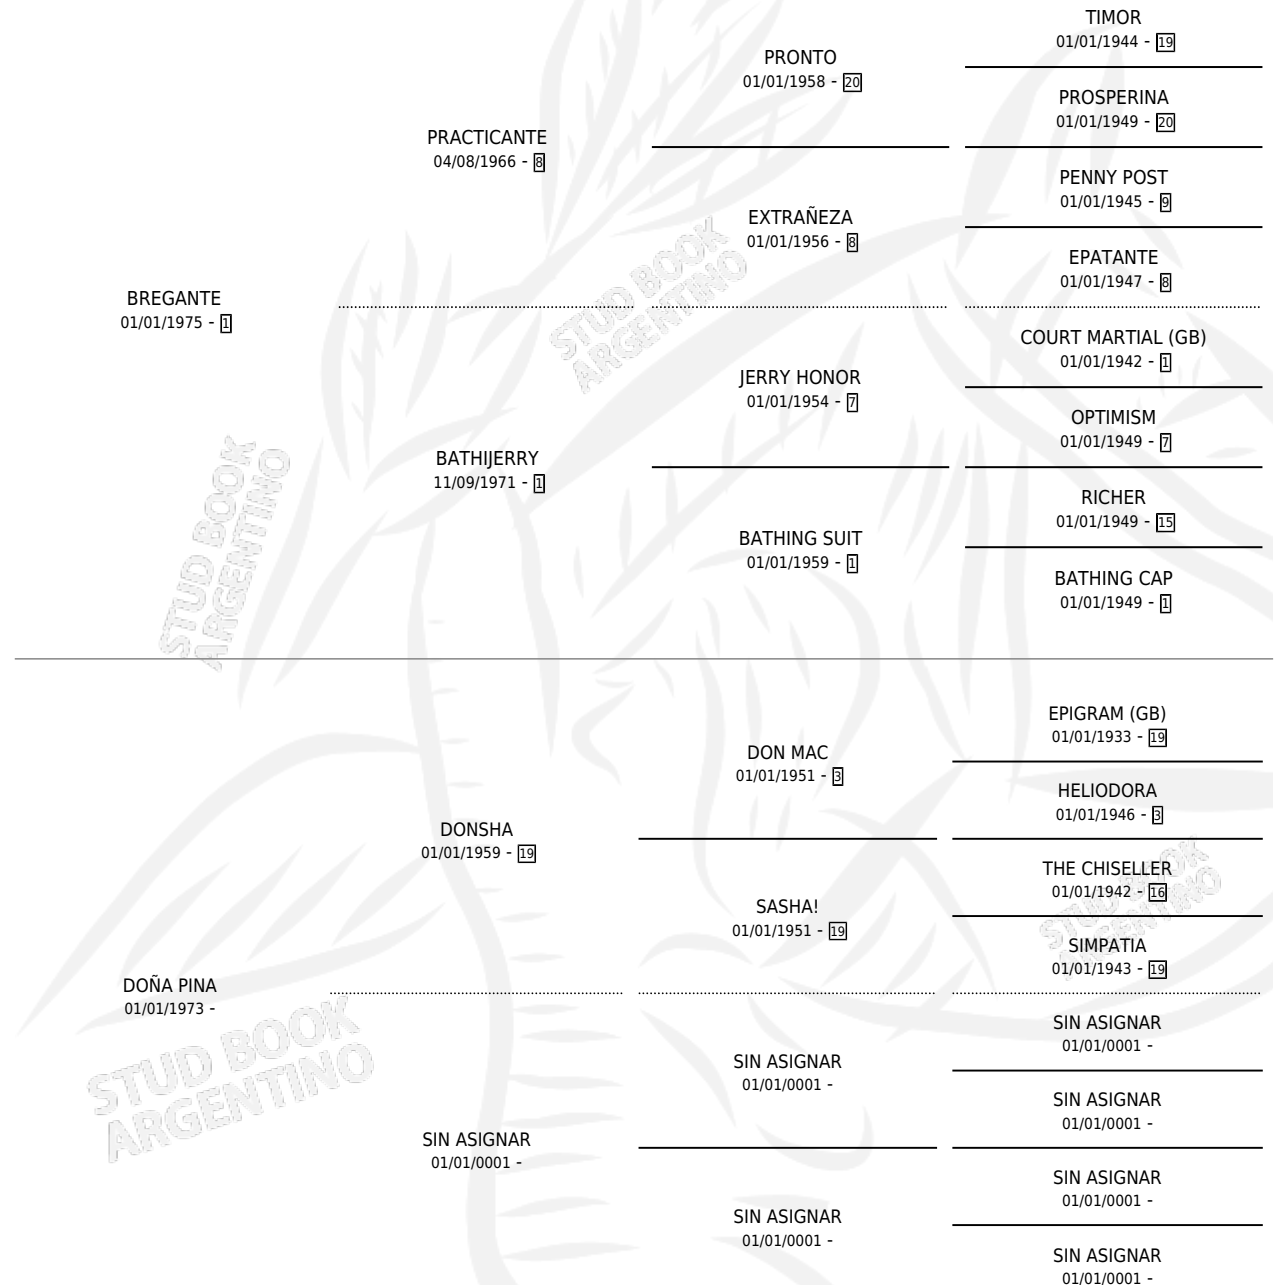 TIMOR
01/01/1944 - 19
PRONTO
01/01/1958 - 20
PROSPERINA
01/01/1949 - 20
PRACTICANTE
04/08/1966 - 8
PENNY POST
01/01/1945 - 9
EXTRAÑEZA
01/01/1956 - 8
EPATANTE
01/01/1947 - 8
BREGANTE
01/01/1975 - 1
COURT MARTIAL (GB)
01/01/1942 - 1
JERRY HONOR
01/01/1954 - 7
OPTIMISM
01/01/1949 - 7
BATHIJERRY
11/09/1971 - 1
RICHER
01/01/1949 - 15
BATHING SUIT
01/01/1959 - 1
BATHING CAP
01/01/1949 - 1
STUD BOOK
ARGENTINO
STUD BOOK
ARGENTINO
EPIGRAM (GB)
01/01/1933 - 19
DON MAC
01/01/1951 - 3
HELIODORA
01/01/1946 - 3
DONSHA
01/01/1959 - 19
THE CHISELLER
01/01/1942 - 16
SASHA!
01/01/1951 - 19
SIMPATIA
01/01/1943 - 19
STUD BOOK
ARGENTINO
DOÑA PINA
01/01/1973 -
SIN ASIGNAR
01/01/0001 -
SIN ASIGNAR
01/01/0001 -
SIN ASIGNAR
01/01/0001 -
SIN ASIGNAR
01/01/0001 -
SIN ASIGNAR
01/01/0001 -
SIN ASIGNAR
01/01/0001 -
SIN ASIGNAR
01/01/0001 -
STUD BOOK
ARGENTINO